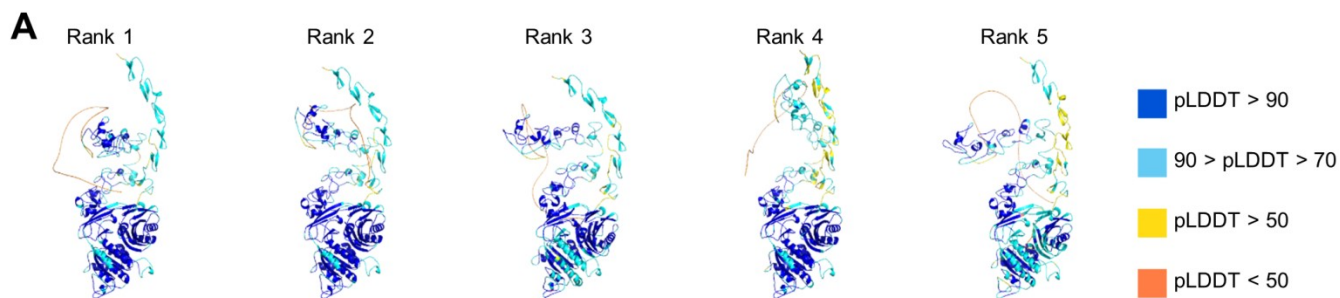 A
Rank 1
Rank 2
Rank 3
Rank 4
Rank 5
pLDDT > 90
90 > pLDDT > 70
pLDDT > 50
pLDDT < 50